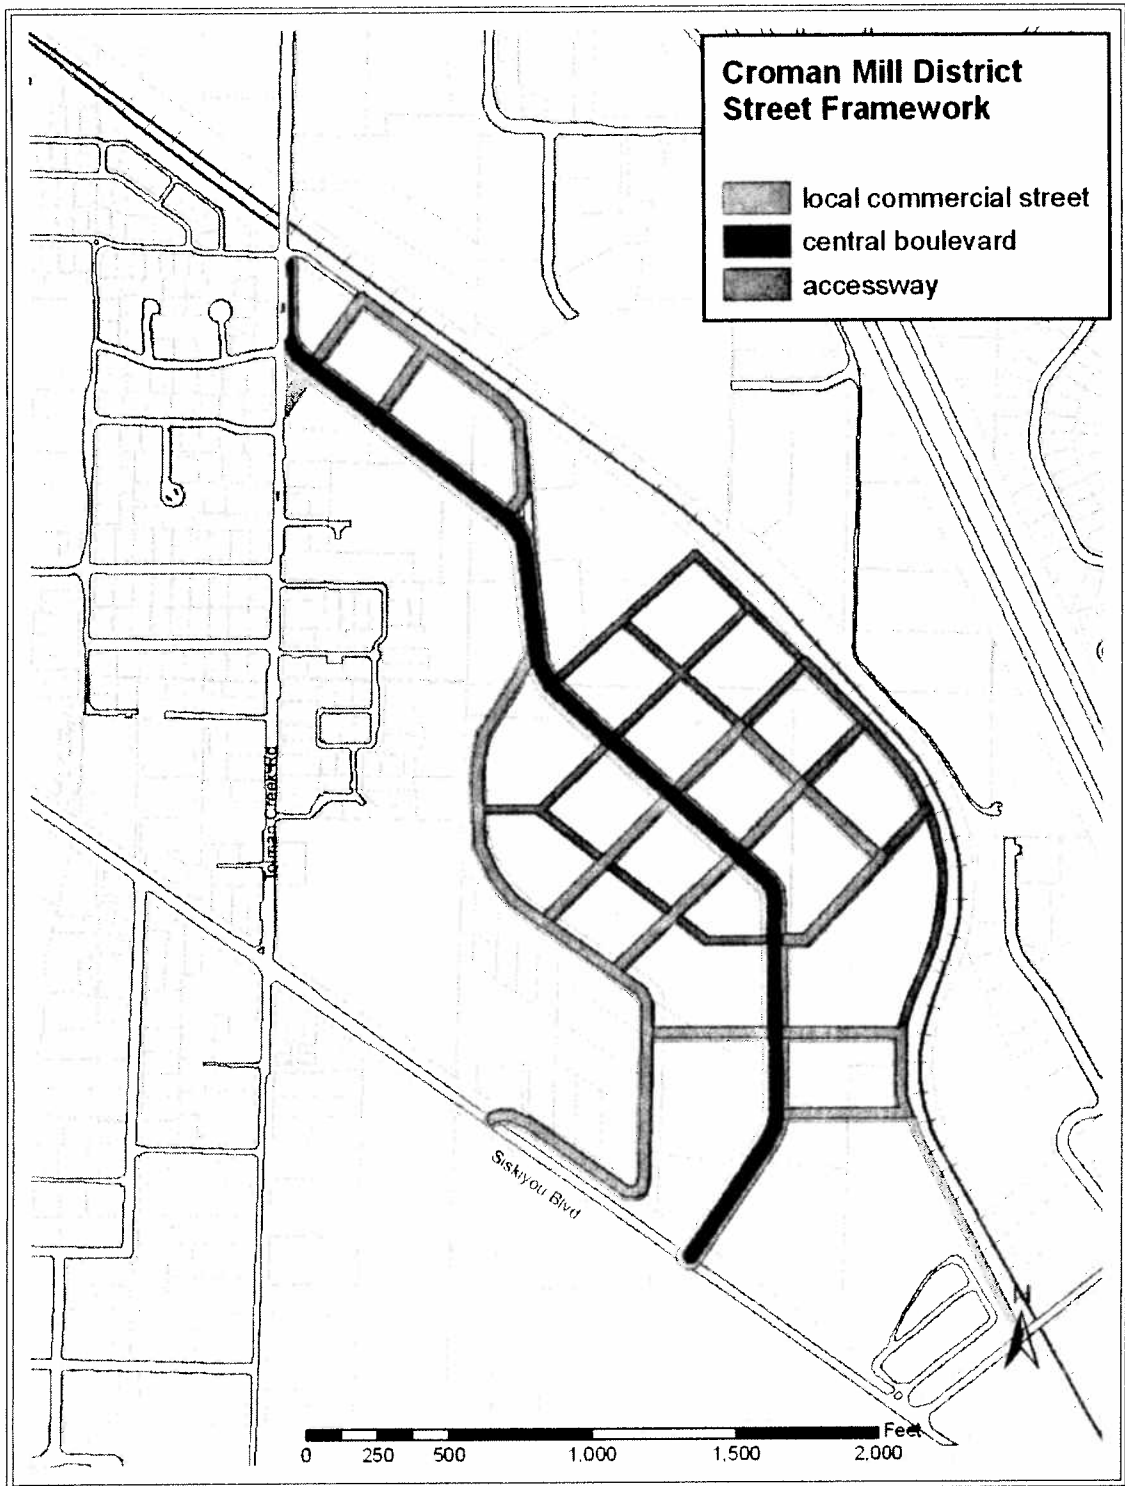 Croman Mill District
Street Framework
local commercial street
central boulevard
accessway
Tolman Creek Rd
Siskiyou Blvd
N
Feet
0 250 500 1,000 1,500 2,000